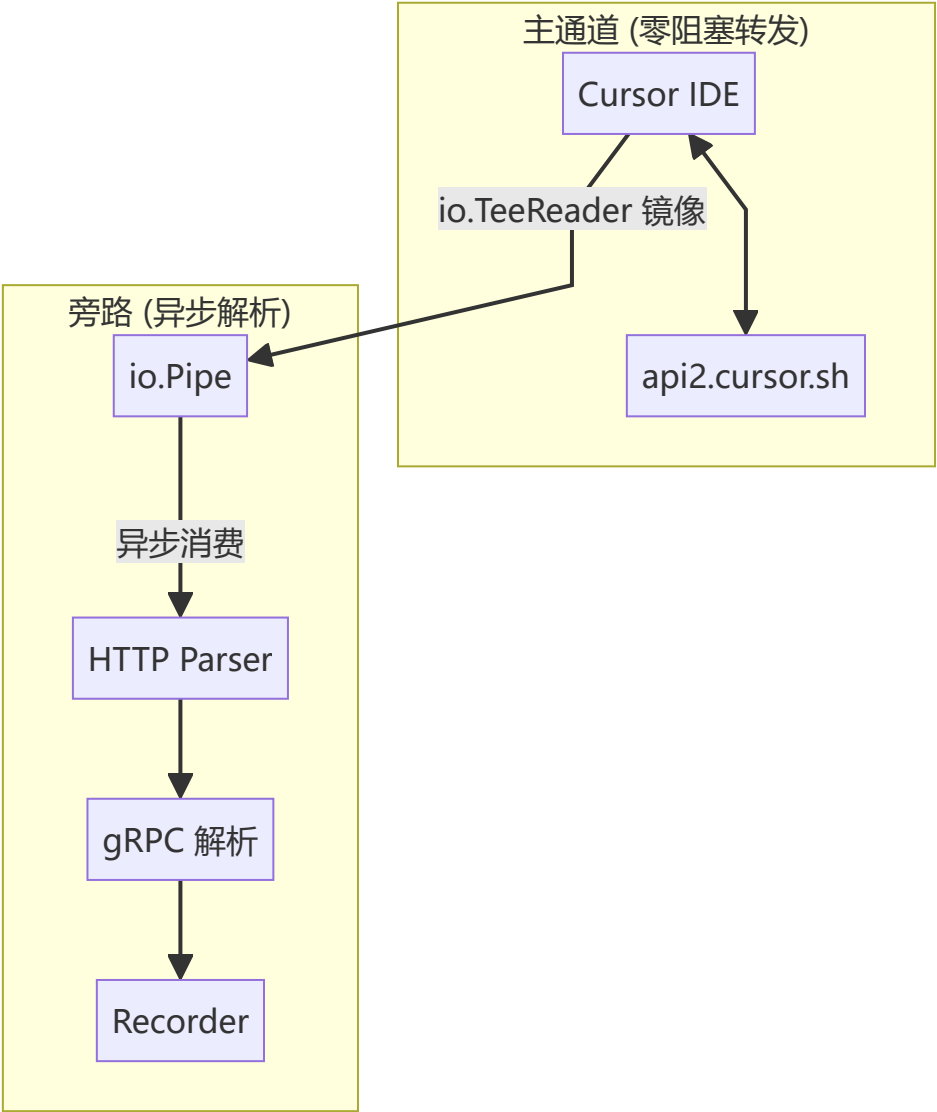 主通道 (零阻塞转发)
Cursor IDE
io.TeeReader 镜像
api2.cursor.sh
旁路 (异步解析)
io.Pipe
异步消费
HTTP Parser
gRPC 解析
Recorder